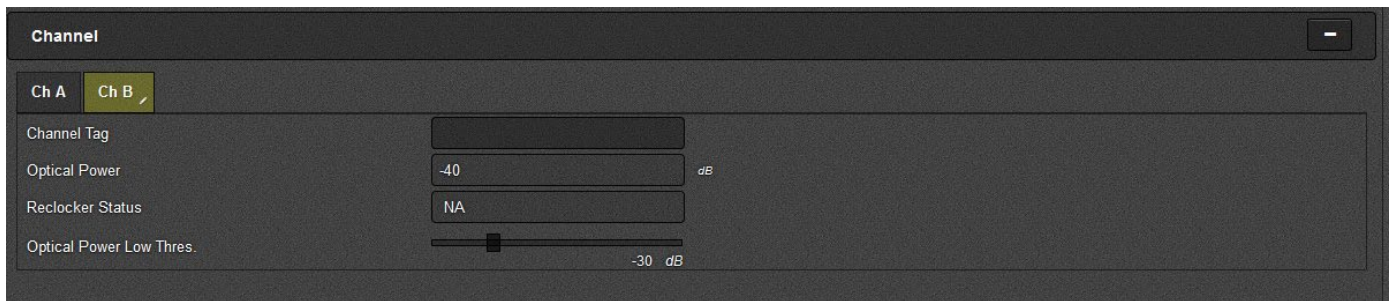 Channel
Ch A Ch B
Channel Tag
Optical Power -40 dB
Reclocker Status NA
Optical Power Low Thres.
-30 dB